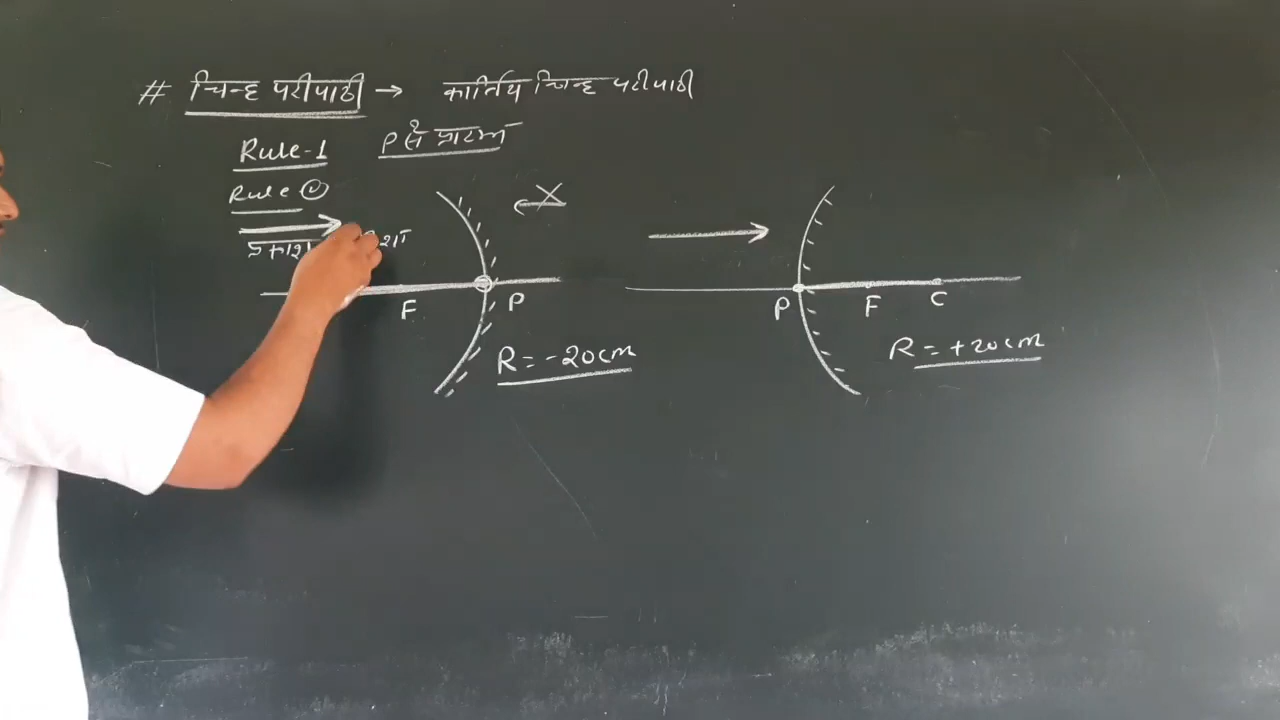 # चिन्ह परीपाठी → कार्तिय चिन्ह परीपाठी
Rule-1 P से प्रारम्भ
Rule ②
F P
R = -20cm
P F C
R = +20cm